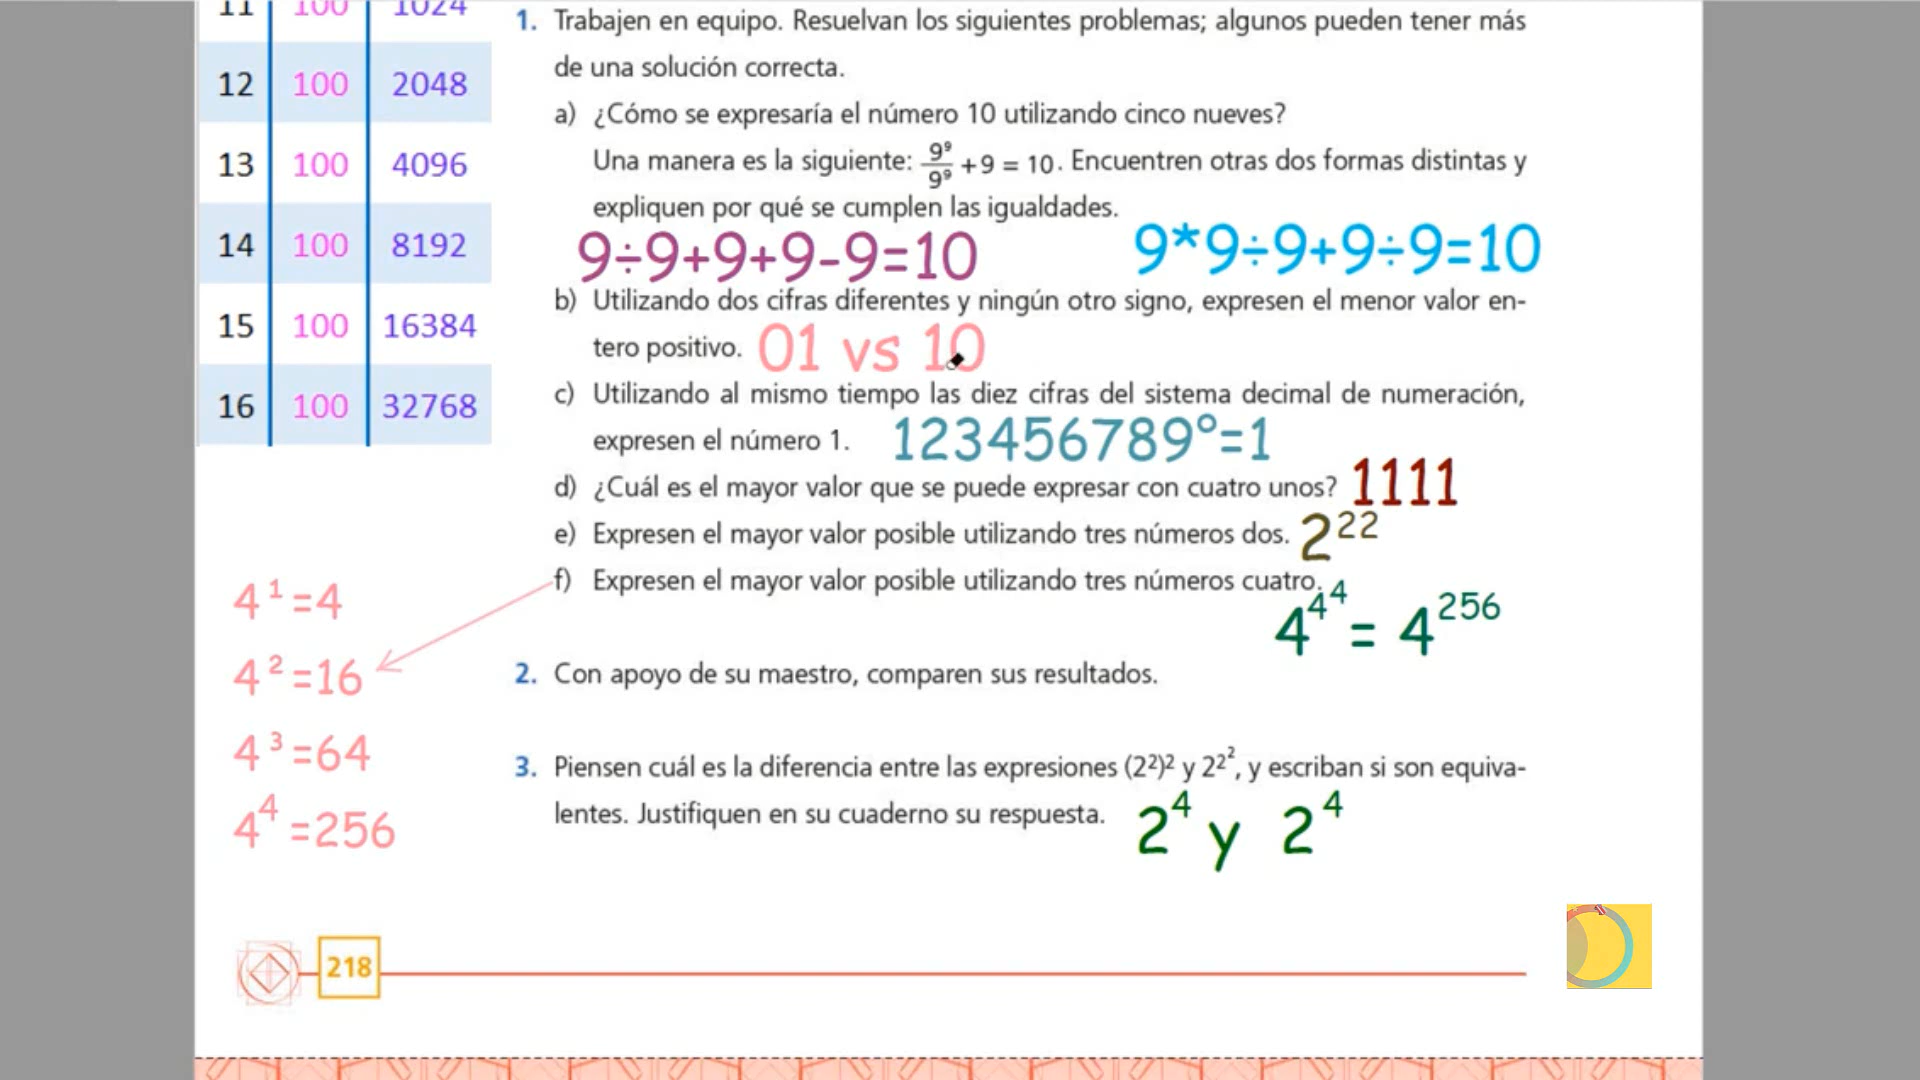 11 100 1024
12 100 2048
13 100 4096
14 100 8192
15 100 16384
16 100 32768
1. Trabajen en equipo. Resuelvan los siguientes problemas; algunos pueden tener más
de una solución correcta.
a) ¿Cómo se expresaría el número 10 utilizando cinco nueves?
Una manera es la siguiente: 9⁹/9⁹ + 9 = 10. Encuentren otras dos formas distintas y
expliquen por qué se cumplen las igualdades.
9÷9+9+9-9=10 9*9÷9+9÷9=10
b) Utilizando dos cifras diferentes y ningún otro signo, expresen el menor valor en-
tero positivo. 01 vs 10
c) Utilizando al mismo tiempo las diez cifras del sistema decimal de numeración,
expresen el número 1. 123456789°=1
d) ¿Cuál es el mayor valor que se puede expresar con cuatro unos? 1111
e) Expresen el mayor valor posible utilizando tres números dos. 2²²
f) Expresen el mayor valor posible utilizando tres números cuatro.
4^4^4 = 4²⁵⁶
4¹=4
4²=16
4³=64
4⁴=256
2. Con apoyo de su maestro, comparen sus resultados.
3. Piensen cuál es la diferencia entre las expresiones (2²)² y 2^2^2, y escriban si son equiva-
lentes. Justifiquen en su cuaderno su respuesta. 2⁴ y 2⁴
218